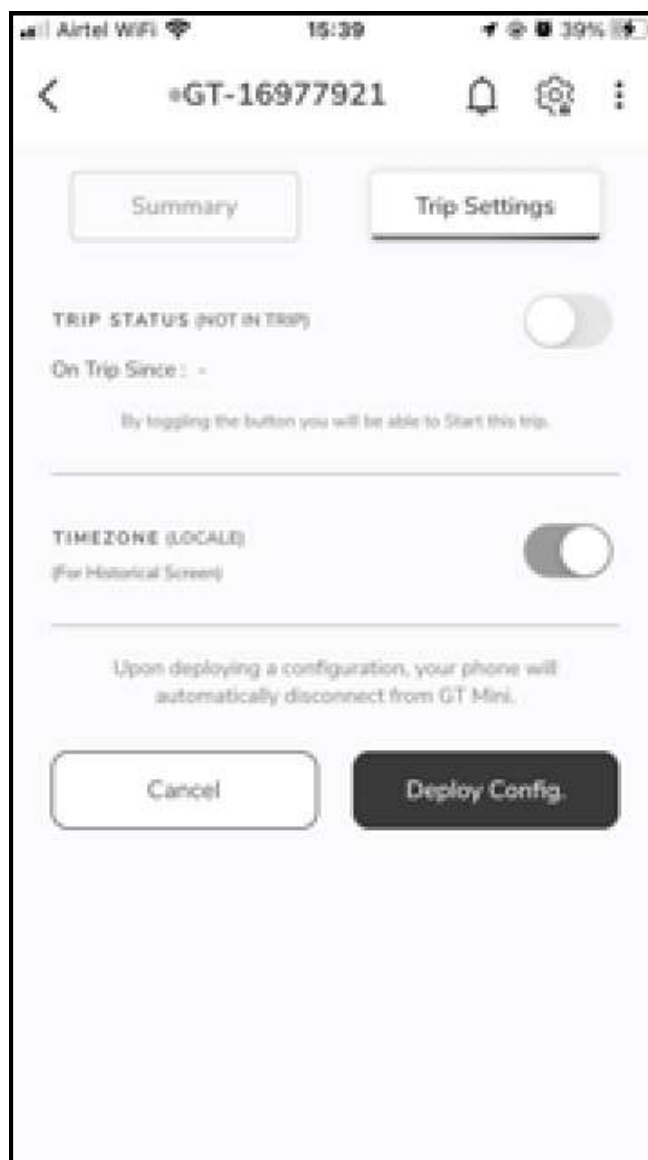 Airtel WiFi 15:39 39%
GT-16977921
Summary Trip Settings
TRIP STATUS (NOT IN TRIP)
On Trip Since : -
By toggling the button you will be able to Start this trip.
TIMEZONE (LOCALE)
(For Historical Screen)
Upon deploying a configuration, your phone will
automatically disconnect from GT Mini.
Cancel Deploy Config.